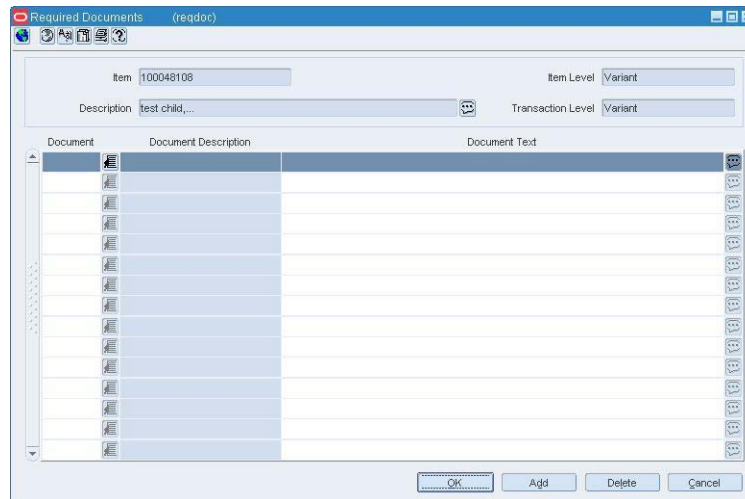 Required Documents (reqdoc)
Item 100048108 Item Level Variant
Description test child,... Transaction Level Variant
Document Document Description Document Text
OK Add Delete Cancel